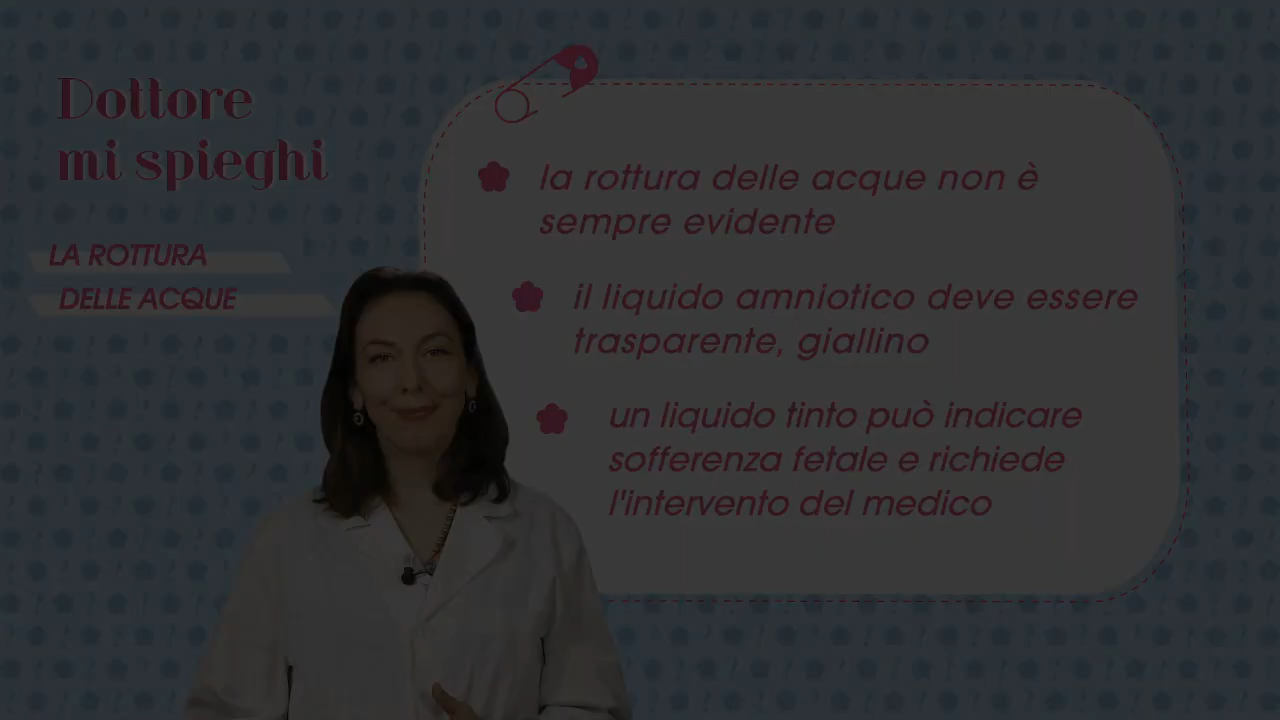 Dottore
mi spieghi
LA ROTTURA
DELLE ACQUE
la rottura delle acque non è
sempre evidente
il liquido amniotico deve essere
trasparente, giallino
un liquido tinto può indicare
sofferenza fetale e richiede
l'intervento del medico